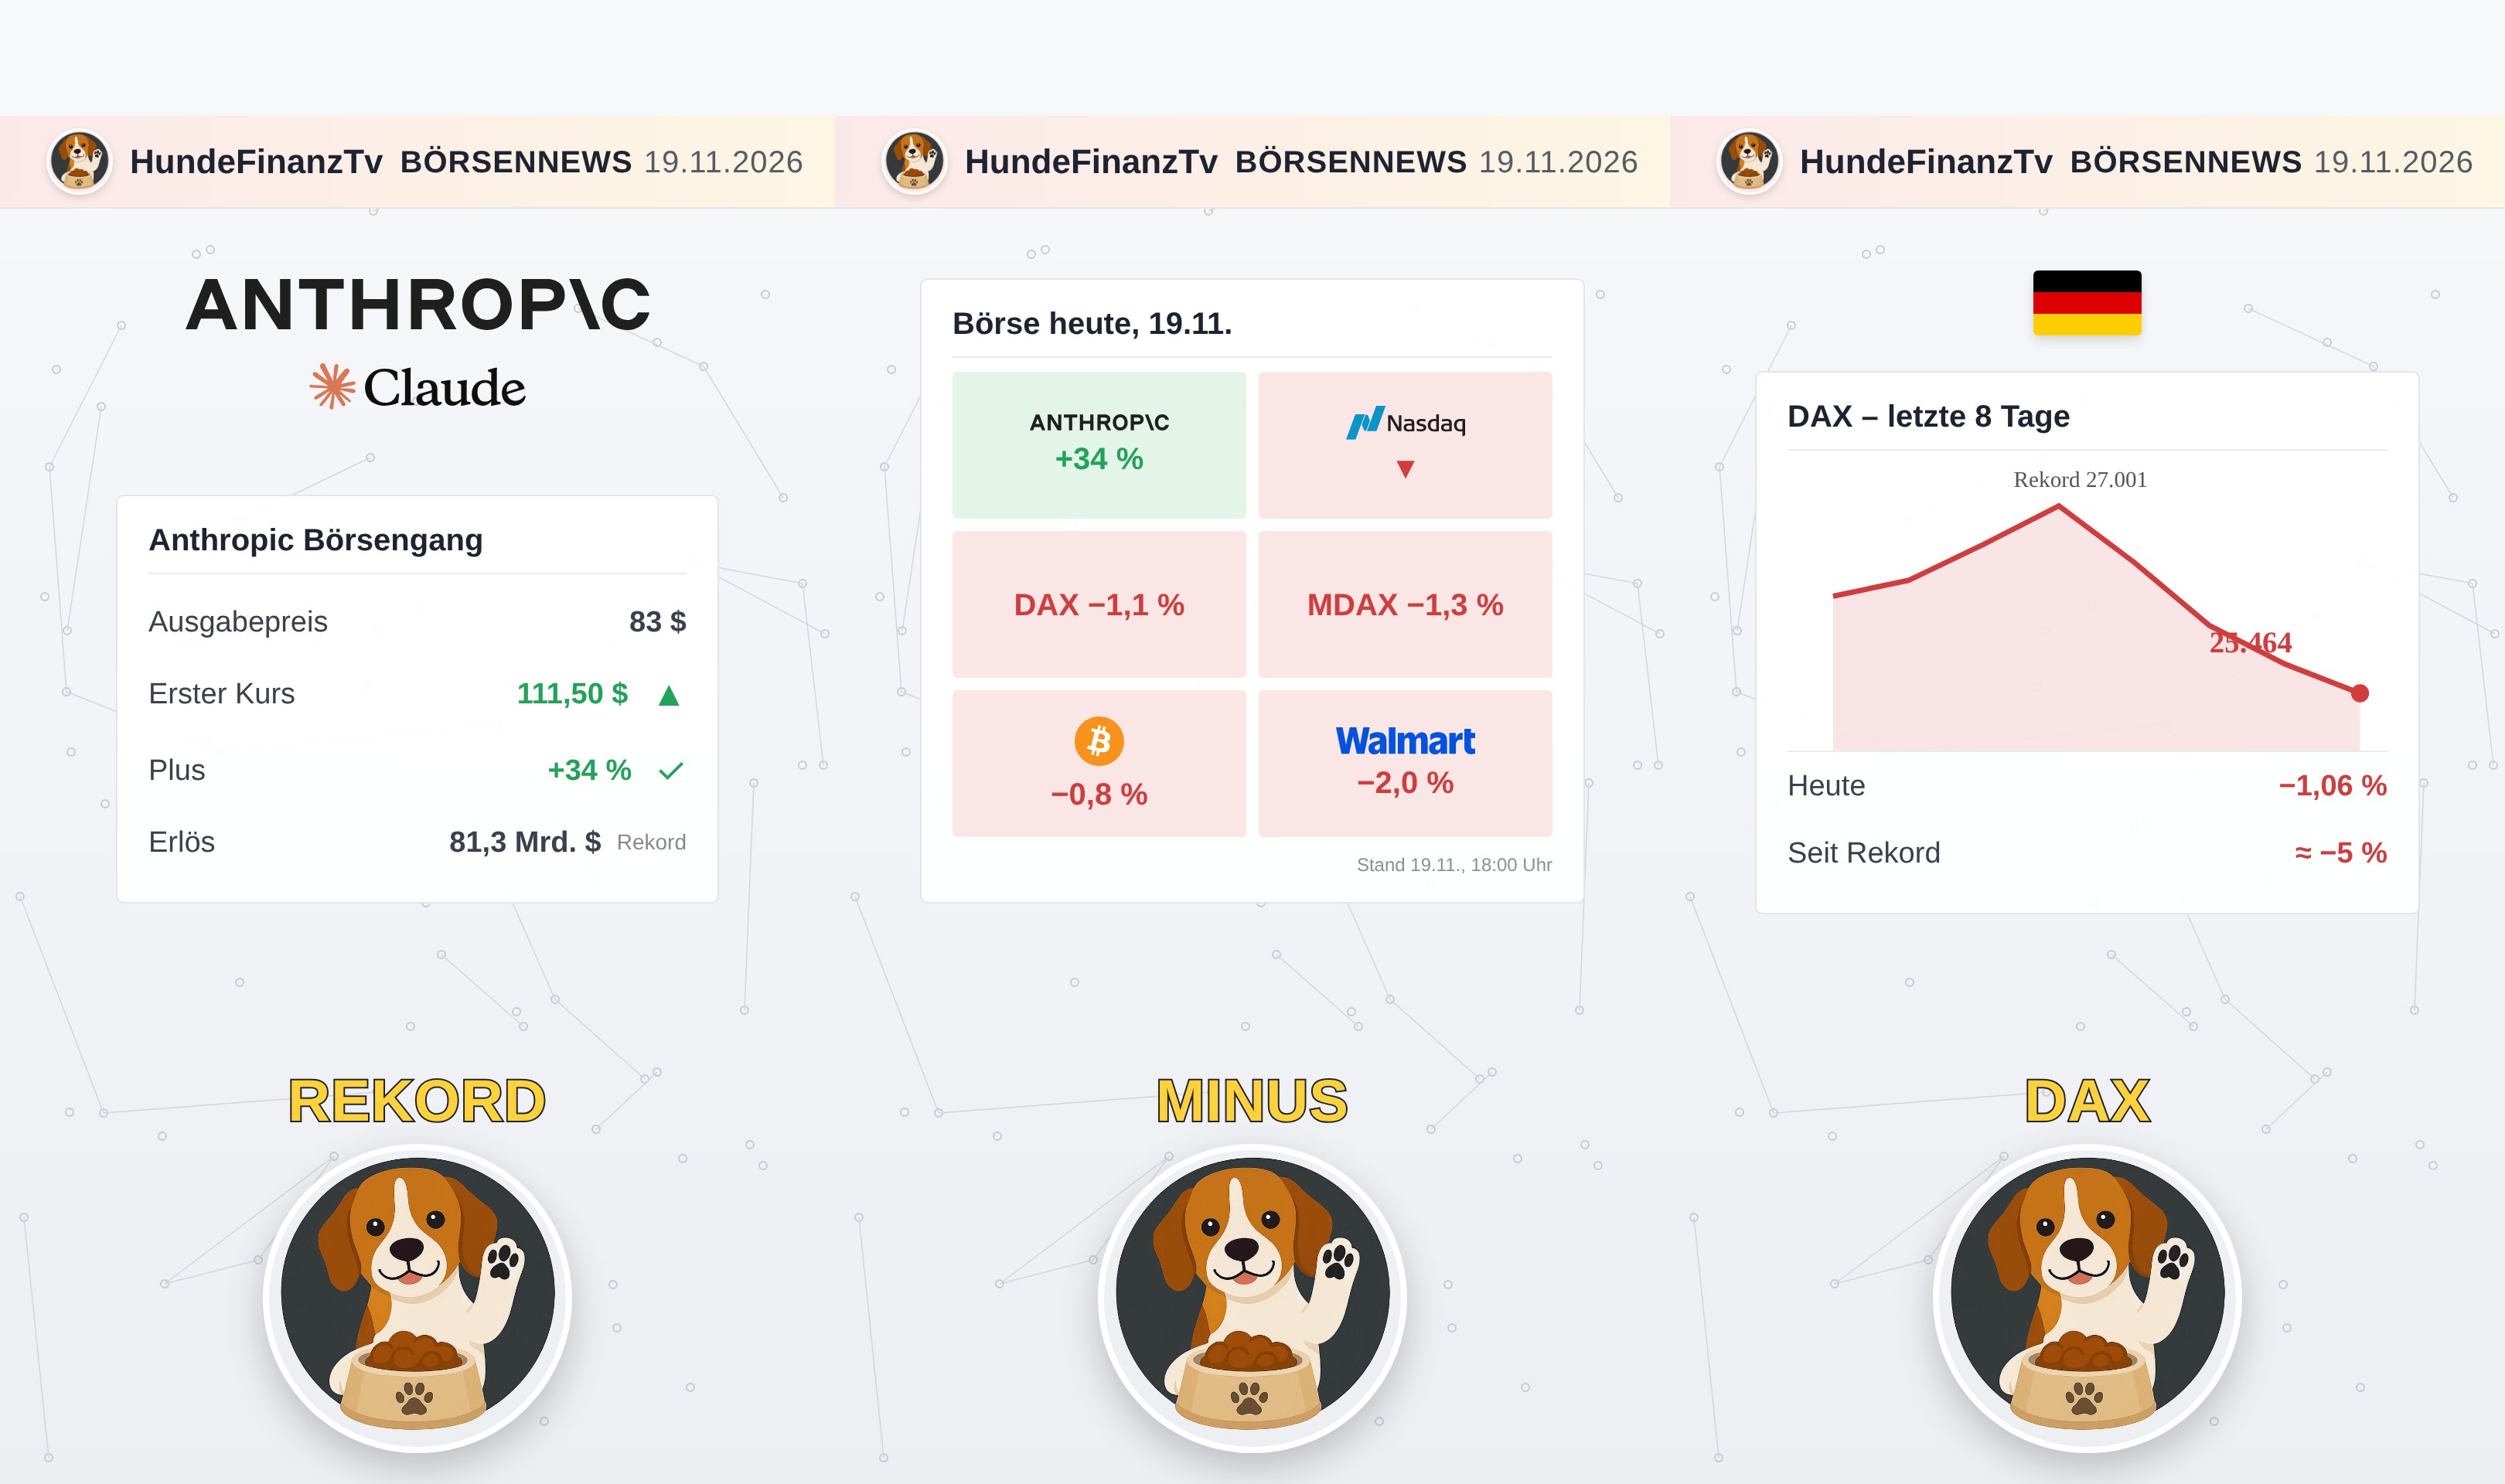 HundeFinanzTv BÖRSENNEWS 19.11.2026
ANTHROP\C
Claude
Anthropic Börsengang
Ausgabepreis 83 $
Erster Kurs 111,50 $ ▲
Plus +34 % ✓
Erlös 81,3 Mrd. $ Rekord
REKORD
HundeFinanzTv BÖRSENNEWS 19.11.2026
Börse heute, 19.11.
ANTHROP\C
+34 %
Nasdaq
▼
DAX −1,1 %
MDAX −1,3 %
₿
−0,8 %
Walmart
−2,0 %
Stand 19.11., 18:00 Uhr
MINUS
HundeFinanzTv BÖRSENNEWS 19.11.2026
DAX – letzte 8 Tage
Rekord 27.001
25.464
Heute −1,06 %
Seit Rekord ≈ −5 %
DAX